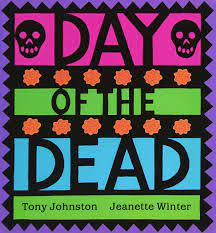 DAY
OF THE
DEAD
Tony Johnston Jeanette Winter